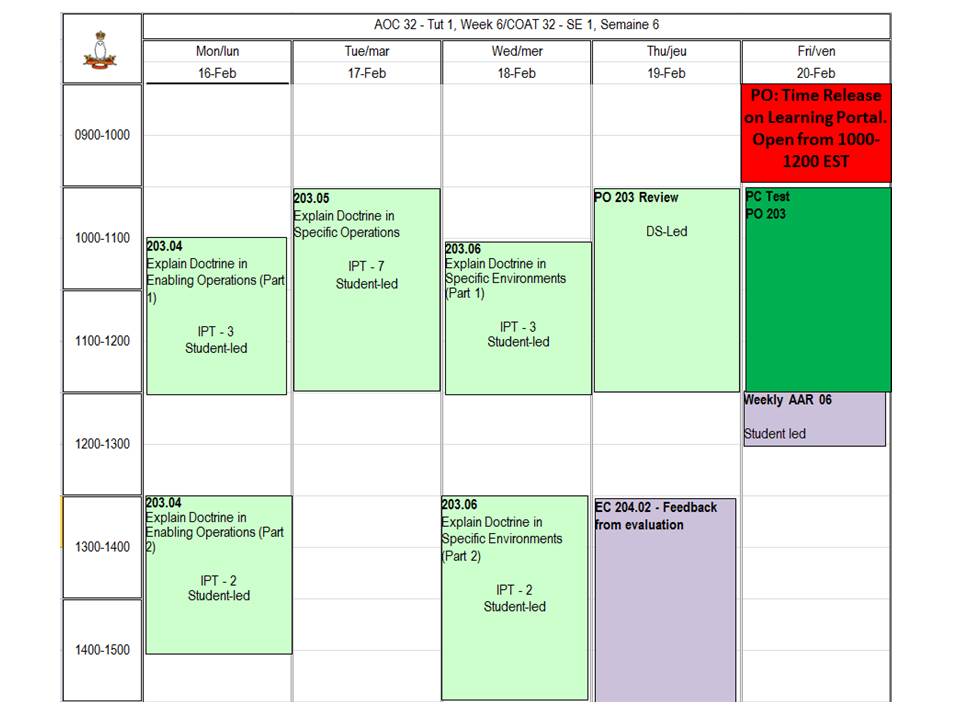 AOC 32 - Tut 1, Week 6/COAT 32 - SE 1, Semaine 6
Mon/lun
Tue/mar
Wed/mer
Thu/jeu
Fri/ven
16-Feb
17-Feb
18-Feb
19-Feb
20-Feb
0900-1000
PO: Time Release
on Learning Portal.
Open from 1000-
1200 EST
1000-1100
203.04
Explain Doctrine in
Enabling Operations (Part
1)
IPT - 3
Student-led
203.05
Explain Doctrine in
Specific Operations
IPT - 7
Student-led
203.06
Explain Doctrine in
Specific Environments
(Part 1)
IPT - 3
Student-led
PO 203 Review
DS-Led
PC Test
PO 203
1100-1200
1200-1300
Weekly AAR 06
Student led
1300-1400
203.04
Explain Doctrine in
Enabling Operations (Part
2)
IPT - 2
Student-led
203.06
Explain Doctrine in
Specific Environments
(Part 2)
IPT - 2
Student-led
EC 204.02 - Feedback
from evaluation
1400-1500